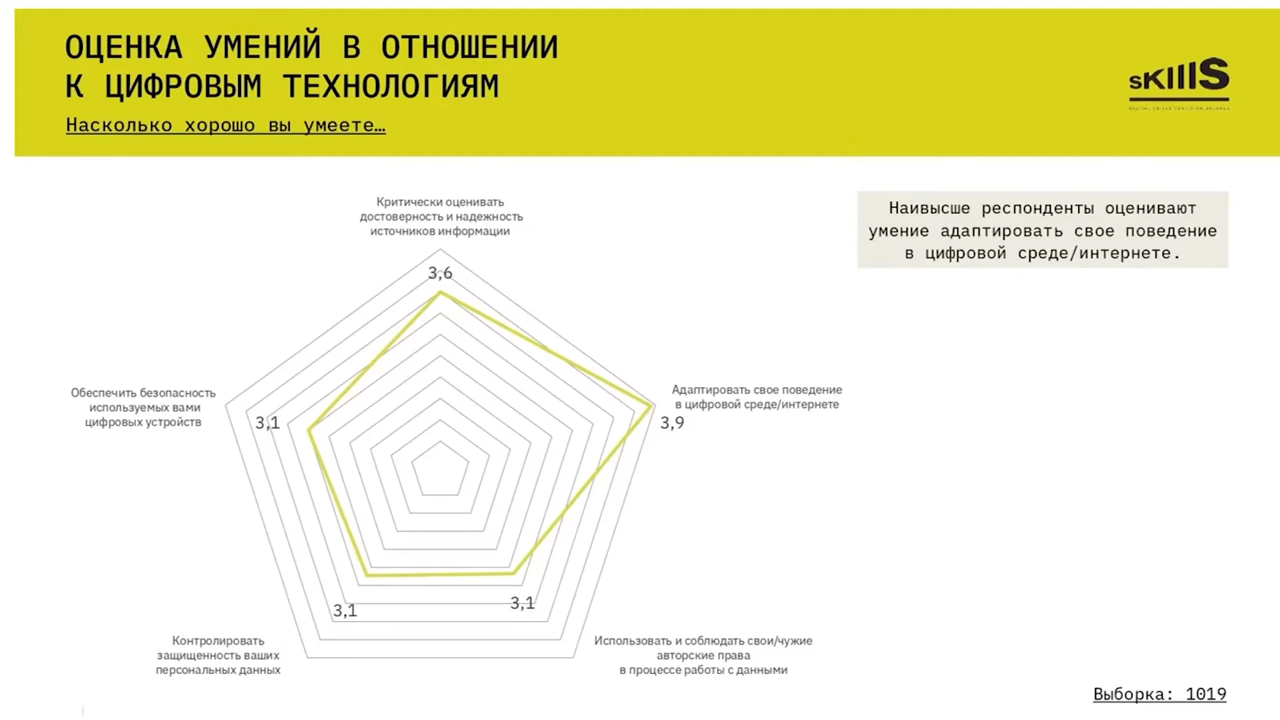 ОЦЕНКА УМЕНИЙ В ОТНОШЕНИИ
К ЦИФРОВЫМ ТЕХНОЛОГИЯМ
Насколько хорошо вы умеете…
sKIllS
Наивысше респонденты оценивают
умение адаптировать свое поведение
в цифровой среде/интернете.
Критически оценивать
достоверность и надежность
источников информации
3,6
Адаптировать свое поведение
в цифровой среде/интернете
3,9
Обеспечить безопасность
используемых вами
цифровых устройств
3,1
3,1
3,1
Контролировать
защищенность ваших
персональных данных
Использовать и соблюдать свои/чужие
авторские права
в процессе работы с данными
Выборка: 1019